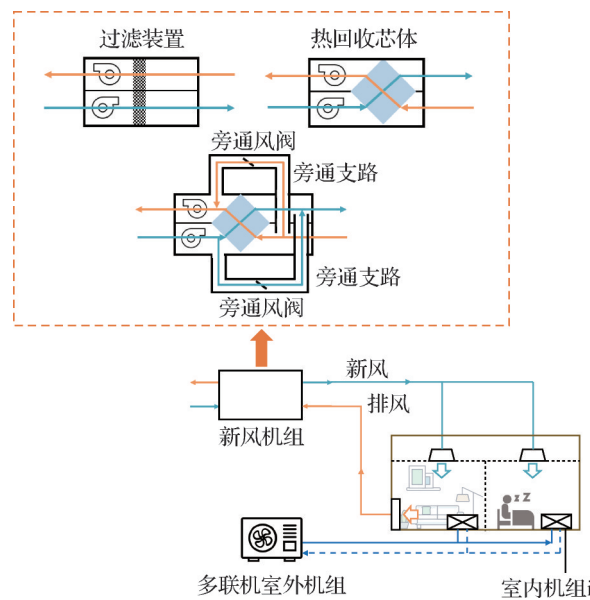 过滤装置
热回收芯体
旁通风阀
旁通支路
旁通支路
旁通风阀
新风
排风
新风机组
z Z
多联机室外机组
室内机组i